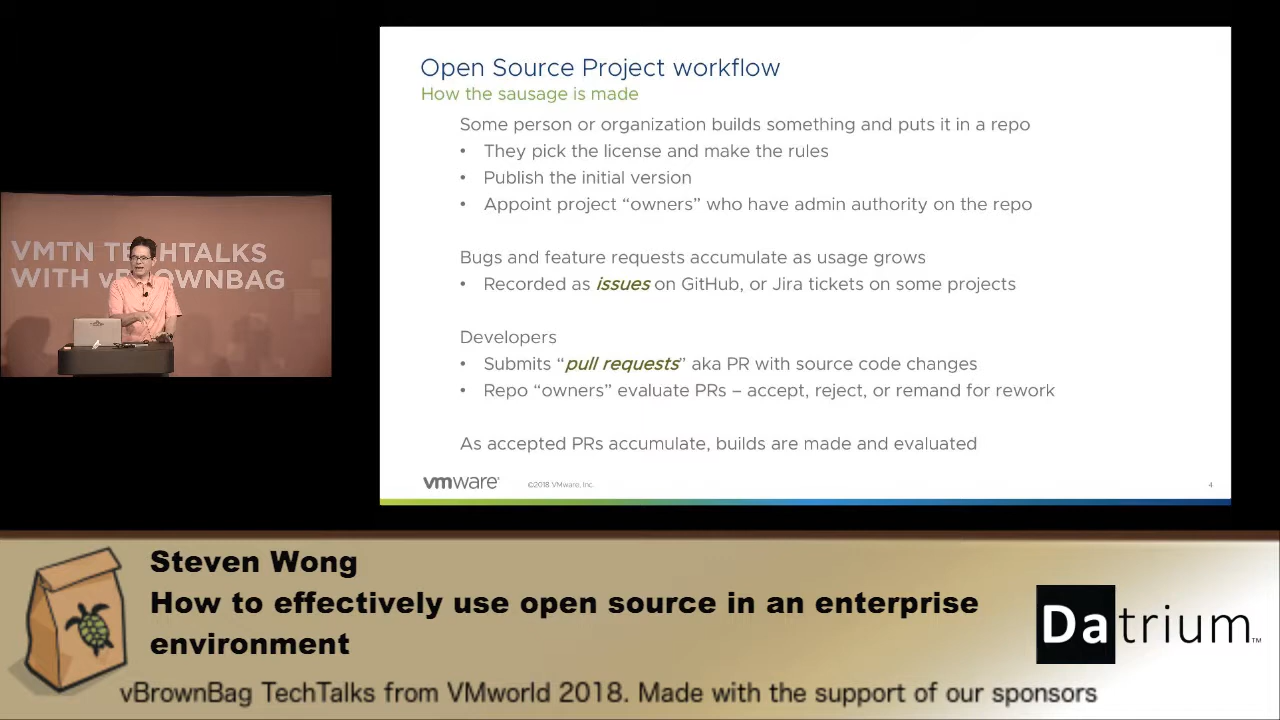 Open Source Project workflow
How the sausage is made
Some person or organization builds something and puts it in a repo
• They pick the license and make the rules
• Publish the initial version
• Appoint project “owners” who have admin authority on the repo
Bugs and feature requests accumulate as usage grows
• Recorded as issues on GitHub, or Jira tickets on some projects
Developers
• Submits “pull requests” aka PR with source code changes
• Repo “owners” evaluate PRs – accept, reject, or remand for rework
As accepted PRs accumulate, builds are made and evaluated
vmware® ©2018 VMware, Inc. 4
VMTN TECHTALKS
WITH vBROWNBAG
Steven Wong
How to effectively use open source in an enterprise
environment
Datrium™
vBrownBag TechTalks from VMworld 2018. Made with the support of our sponsors